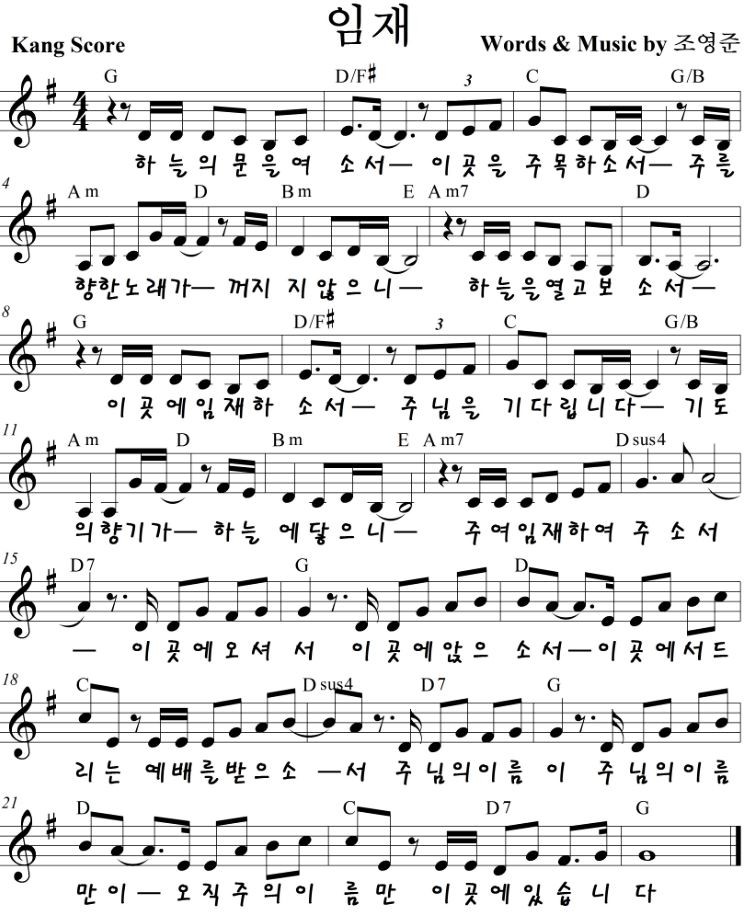 임재
Kang Score Words & Music by 조영준
G D/F# C G/B
4/4 3
하 늘 의 문 을 여 소 서— 이 곳 을 주 목 하 소 서— 주 를
4 Am D Bm E Am7 D
향 한 노 래 가— 꺼 지 지 않 으 니— 하 늘 을 열 고 보 소 서—
8 G D/F# C G/B
3
이 곳 에 임 재 하 소 서— 주 님 을 기 다 립 니 다— 기 도
11 Am D Bm E Am7 Dsus4
의 향 기 가— 하 늘 에 닿 으 니— 주 여 임 재 하 여 주 소 서
15 D7 G D
— 이 곳 에 오 셔 서 이 곳 에 앉 으 소 서— 이 곳 에 서 드
18 C Dsus4 D7 G
리 는 예 배 를 받 으 소 —서 주 님 의 이 름 이 주 님 의 이 름
21 D C D7 G
만 이— 오 직 주 의 이 름 만 이 곳 에 있 습 니 다